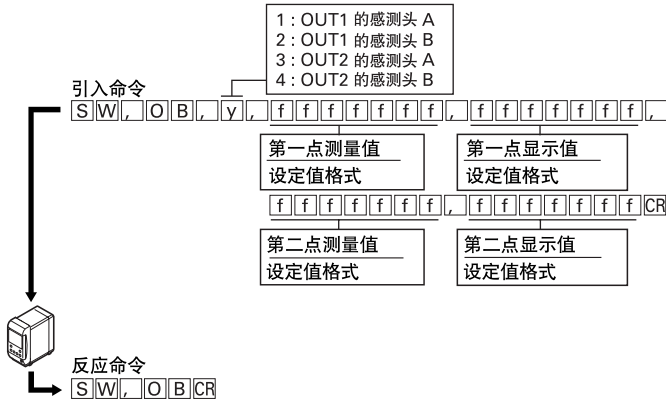 1：OUT1 的感测头 A
2：OUT1 的感测头 B
3：OUT2 的感测头 A
4：OUT2 的感测头 B
引入命令
SW,OB,y,fffffff,fffffff,
第一点测量值
设定值格式
第一点显示值
设定值格式
fffffff,fffffffCR
第二点测量值
设定值格式
第二点显示值
设定值格式
反应命令
SW,OBCR